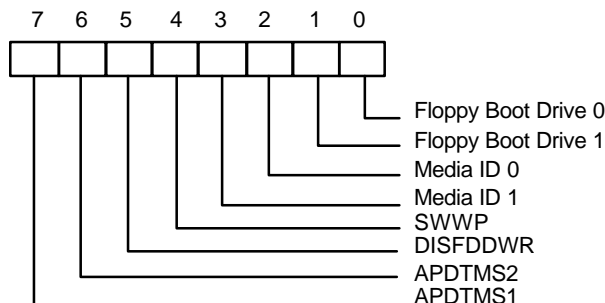 7 6 5 4 3 2 1 0
Floppy Boot Drive 0
Floppy Boot Drive 1
Media ID 0
Media ID 1
SWWP
DISFDDWR
APDTMS2
APDTMS1